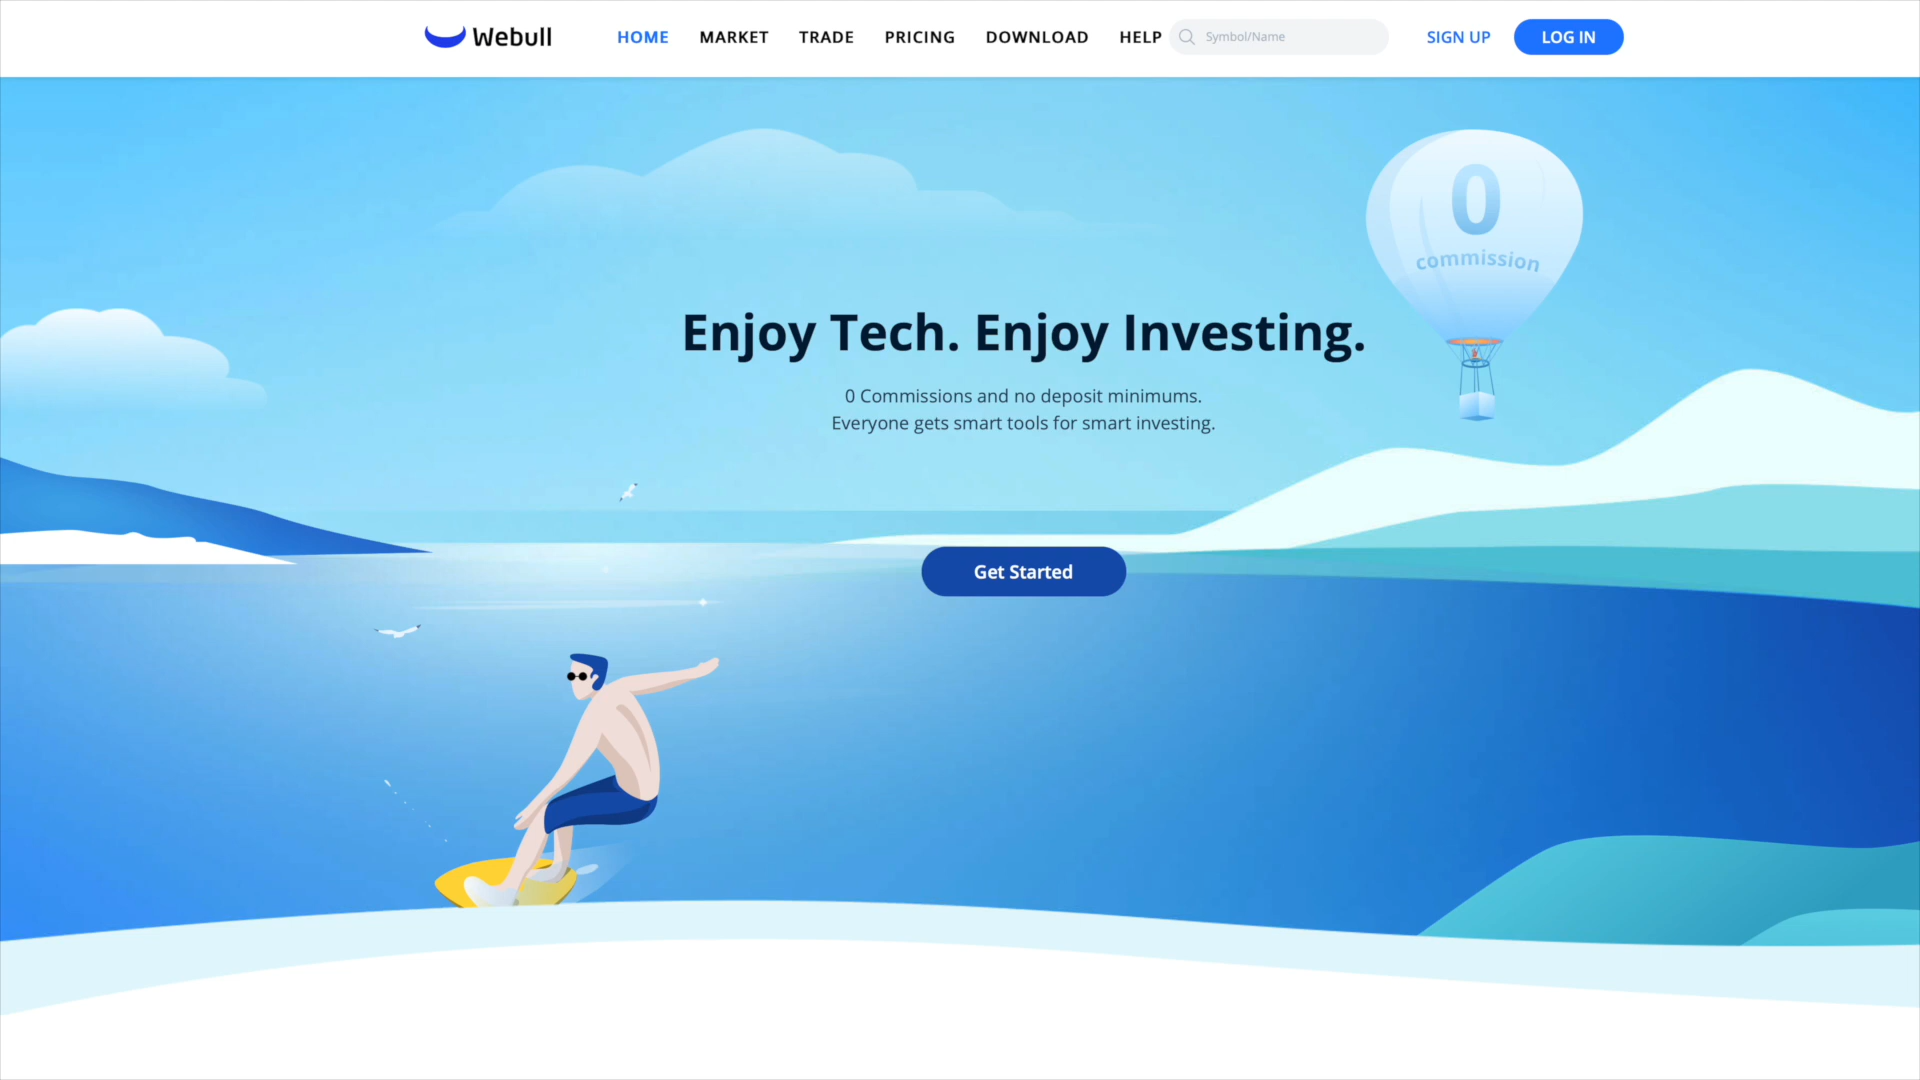 Webull
HOME MARKET TRADE PRICING DOWNLOAD HELP
Symbol/Name
SIGN UP
LOG IN
0
commission
Enjoy Tech. Enjoy Investing.
0 Commissions and no deposit minimums.
Everyone gets smart tools for smart investing.
Get Started